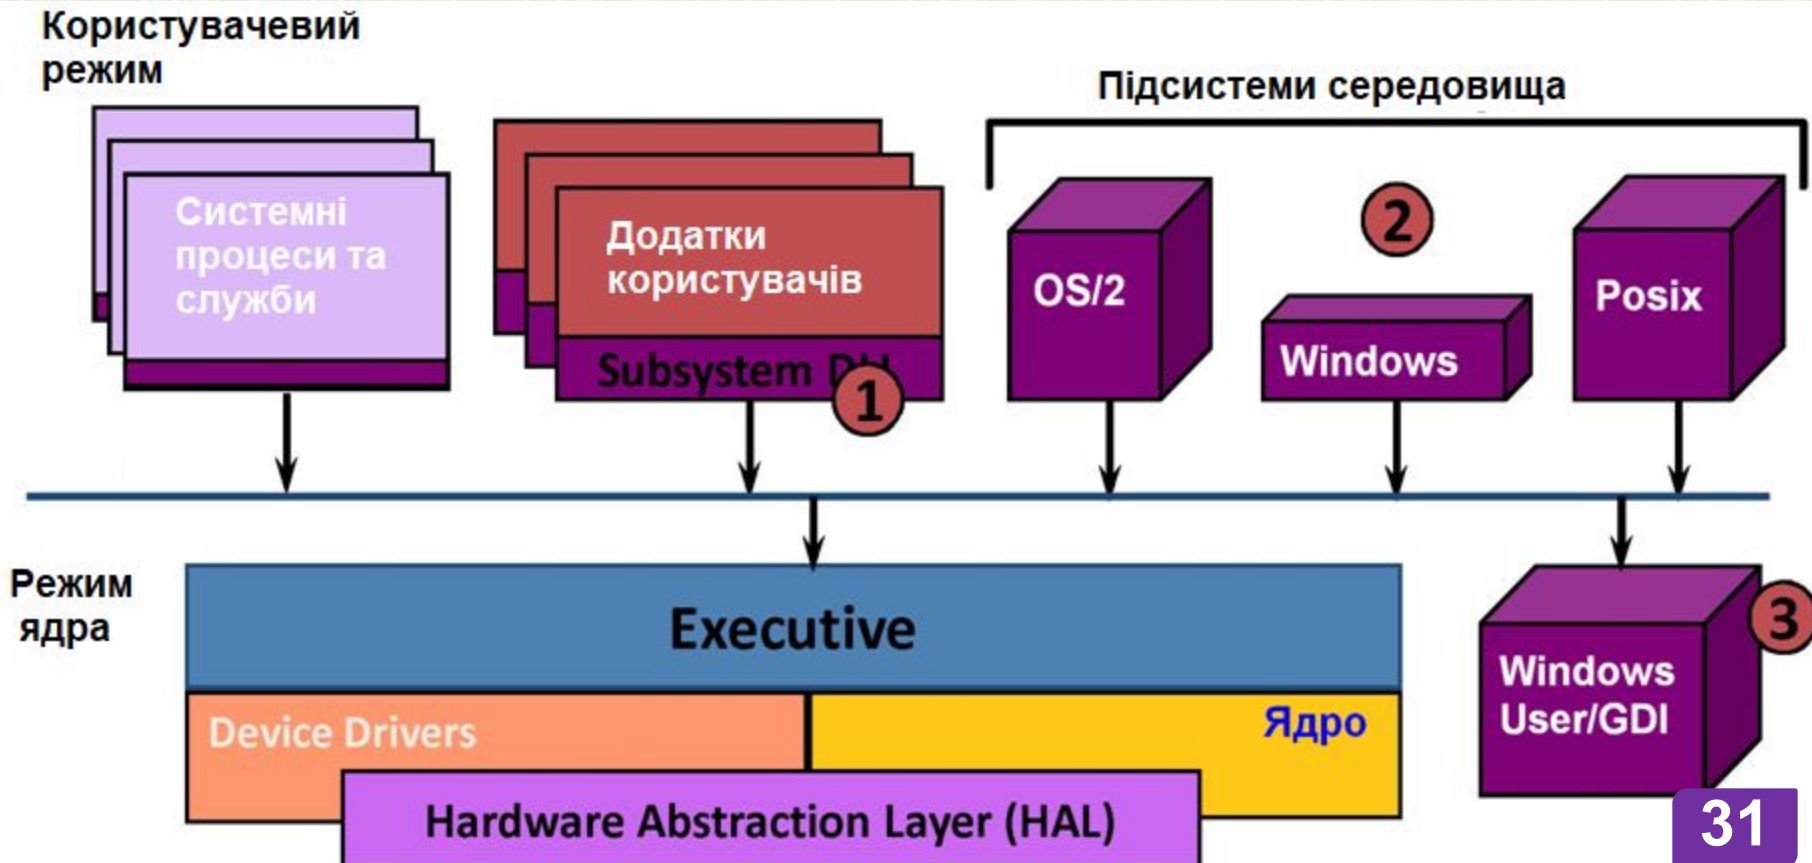 Користувачевий
режим
Підсистеми середовища
Системні
процеси та
служби
Додатки
користувачів
Subsystem
1
OS/2
2
Windows
Posix
Режим
ядра
Executive
Device Drivers
Ядро
Hardware Abstraction Layer (HAL)
3
Windows
User/GDI
31